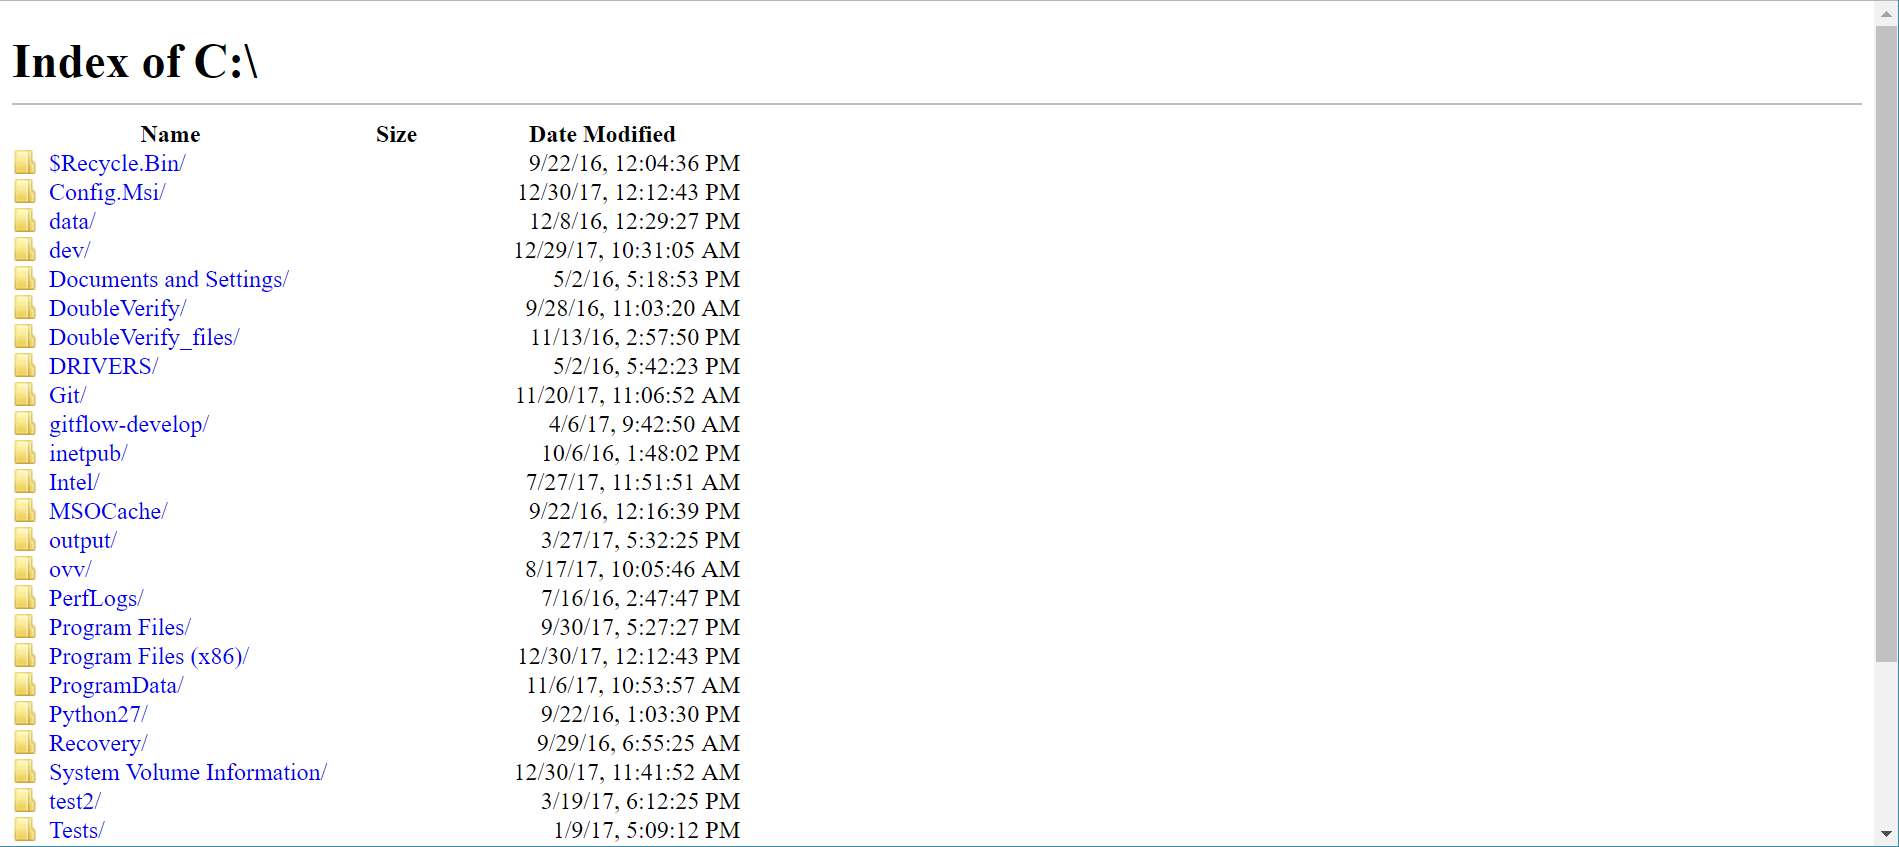 Index of C:\
Name Size Date Modified
$Recycle.Bin/ 9/22/16, 12:04:36 PM
Config.Msi/ 12/30/17, 12:12:43 PM
data/ 12/8/16, 12:29:27 PM
dev/ 12/29/17, 10:31:05 AM
Documents and Settings/ 5/2/16, 5:18:53 PM
DoubleVerify/ 9/28/16, 11:03:20 AM
DoubleVerify_files/ 11/13/16, 2:57:50 PM
DRIVERS/ 5/2/16, 5:42:23 PM
Git/ 11/20/17, 11:06:52 AM
gitflow-develop/ 4/6/17, 9:42:50 AM
inetpub/ 10/6/16, 1:48:02 PM
Intel/ 7/27/17, 11:51:51 AM
MSOCache/ 9/22/16, 12:16:39 PM
output/ 3/27/17, 5:32:25 PM
ovv/ 8/17/17, 10:05:46 AM
PerfLogs/ 7/16/16, 2:47:47 PM
Program Files/ 9/30/17, 5:27:27 PM
Program Files (x86)/ 12/30/17, 12:12:43 PM
ProgramData/ 11/6/17, 10:53:57 AM
Python27/ 9/22/16, 1:03:30 PM
Recovery/ 9/29/16, 6:55:25 AM
System Volume Information/ 12/30/17, 11:41:52 AM
test2/ 3/19/17, 6:12:25 PM
Tests/ 1/9/17, 5:09:12 PM